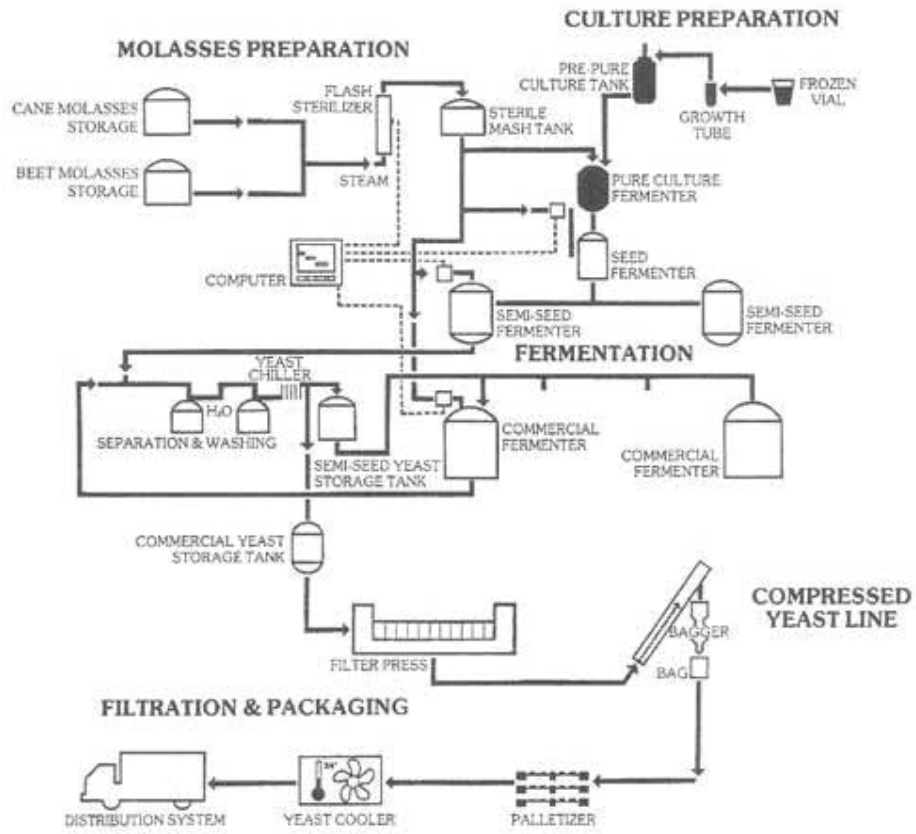 CULTURE PREPARATION
MOLASSES PREPARATION
PRE-PURE
CULTURE TANK
FROZEN
VIAL
GROWTH
TUBE
FLASH
STERILIZER
STERILE
MASH TANK
CANE MOLASSES
STORAGE
BEET MOLASSES
STORAGE
STEAM
PURE CULTURE
FERMENTER
COMPUTER
SEED
FERMENTER
SEMI-SEED
FERMENTER
SEMI-SEED
FERMENTER
FERMENTATION
YEAST
CHILLER
H₂O
SEPARATION & WASHING
SEMI-SEED YEAST
STORAGE TANK
COMMERCIAL
FERMENTER
COMMERCIAL
FERMENTER
COMMERCIAL YEAST
STORAGE TANK
COMPRESSED
YEAST LINE
BAGGER
BAG
FILTER PRESS
FILTRATION & PACKAGING
34°
DISTRIBUTION SYSTEM
YEAST COOLER
PALLETIZER